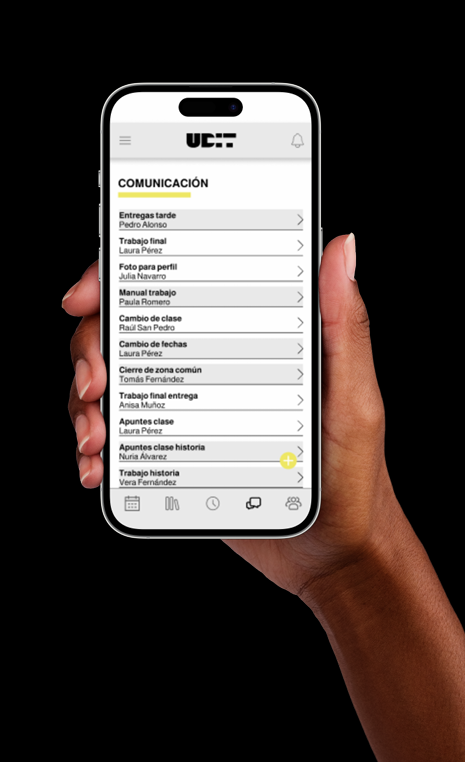 UDIT
COMUNICACIÓN
Entregas tarde
Pedro Alonso
Trabajo final
Laura Pérez
Foto para perfil
Julia Navarro
Manual trabajo
Paula Romero
Cambio de clase
Raúl San Pedro
Cambio de fechas
Laura Pérez
Cierre de zona común
Tomás Fernández
Trabajo final entrega
Anisa Muñoz
Apuntes clase
Laura Pérez
Apuntes clase historia
Nuria Álvarez
Trabajo historia
Vera Fernández